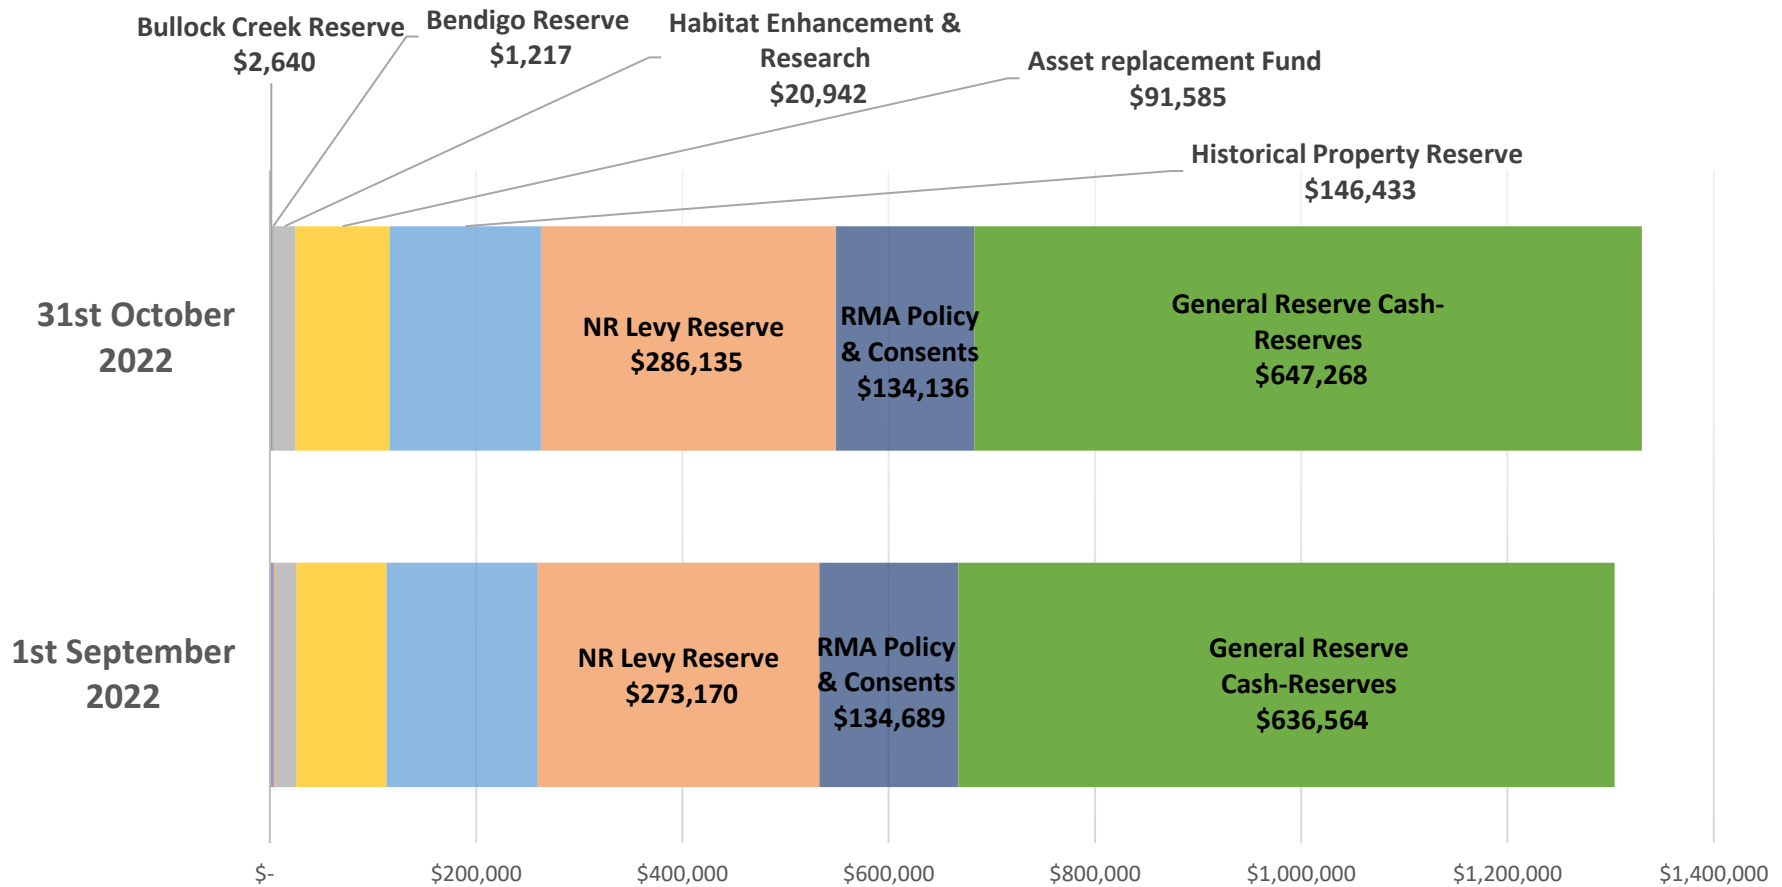 Bullock Creek Reserve
$2,640
Bendigo Reserve
$1,217
Habitat Enhancement &
Research
$20,942
Asset replacement Fund
$91,585
Historical Property Reserve
$146,433
31st October
2022
NR Levy Reserve
$286,135
RMA Policy
& Consents
$134,136
General Reserve Cash-
Reserves
$647,268
1st September
2022
NR Levy Reserve
$273,170
RMA Policy
& Consents
$134,689
General Reserve
Cash-Reserves
$636,564
$-
$200,000
$400,000
$600,000
$800,000
$1,000,000
$1,200,000
$1,400,000